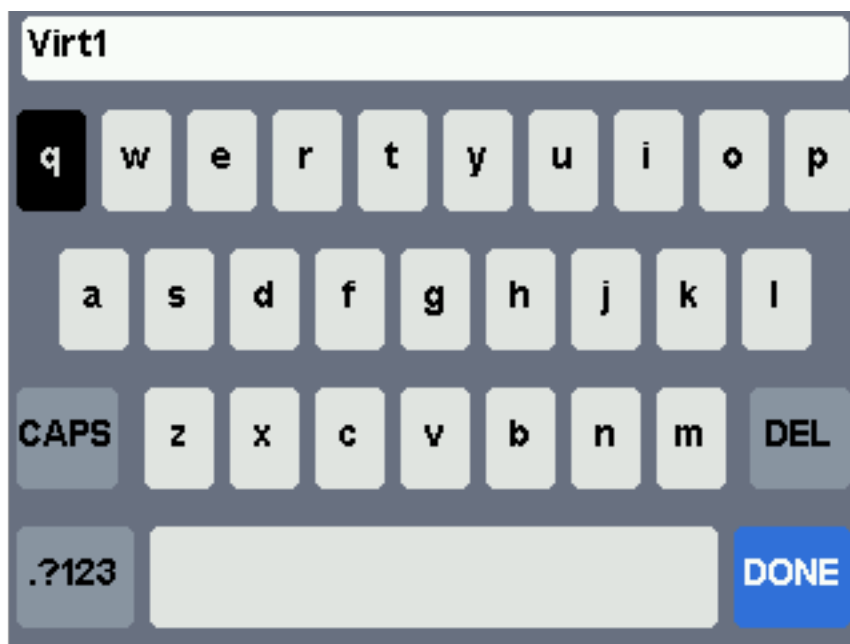 Virt1
q w e r t y u i o p
a s d f g h j k l
CAPS z x c v b n m DEL
.?123 DONE